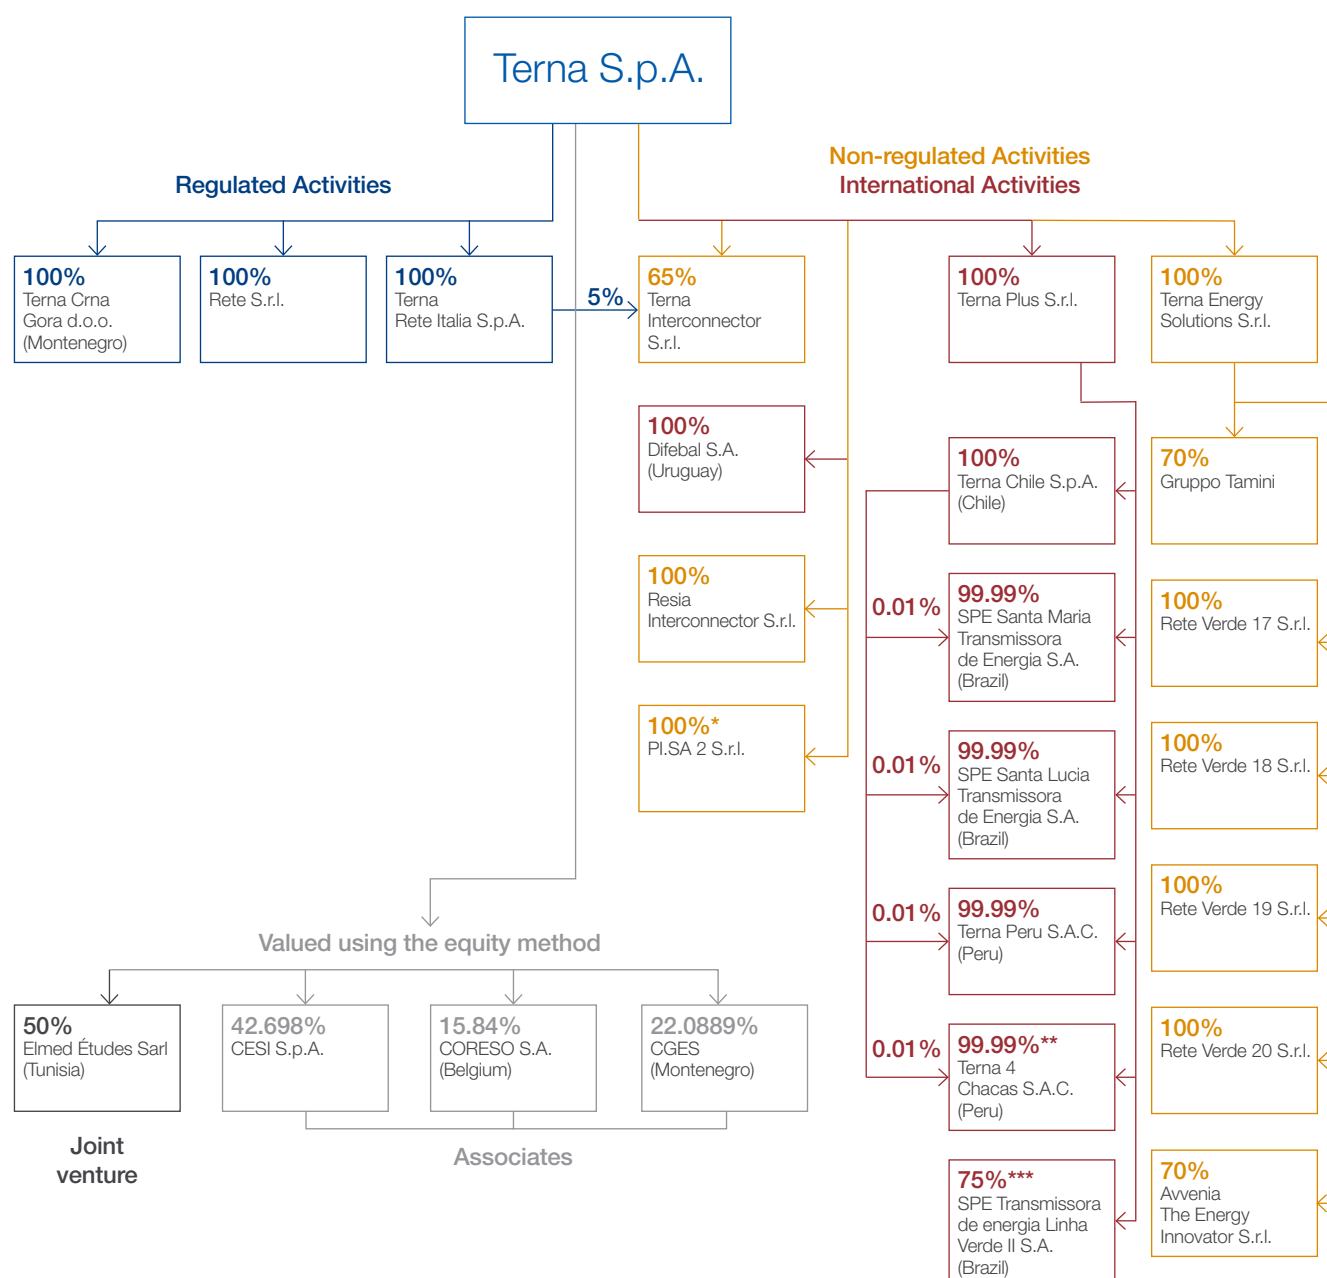 Terna S.p.A.
Regulated Activities
Non-regulated Activities
International Activities
100%
Terna Crna
Gora d.o.o.
(Montenegro)
100%
Rete S.r.l.
100%
Terna
Rete Italia S.p.A.
5%
65%
Terna
Interconnector
S.r.l.
100%
Terna Plus S.r.l.
100%
Terna Energy
Solutions S.r.l.
100%
Difebal S.A.
(Uruguay)
100%
Resia
Interconnector S.r.l.
100%*
PI.SA 2 S.r.l.
100%
Terna Chile S.p.A.
(Chile)
0.01%
99.99%
SPE Santa Maria
Transmissora
de Energia S.A.
(Brazil)
0.01%
99.99%
SPE Santa Lucia
Transmissora
de Energia S.A.
(Brazil)
0.01%
99.99%
Terna Peru S.A.C.
(Peru)
0.01%
99.99%**
Terna 4
Chacas S.A.C.
(Peru)
75%***
SPE Transmissora
de energia Linha
Verde II S.A.
(Brazil)
70%
Gruppo Tamini
100%
Rete Verde 17 S.r.l.
100%
Rete Verde 18 S.r.l.
100%
Rete Verde 19 S.r.l.
100%
Rete Verde 20 S.r.l.
70%
Avvenia
The Energy
Innovator S.r.l.
Valued using the equity method
50%
Elmed Études Sarl
(Tunisia)
42.698%
CESI S.p.A.
15.84%
CORESO S.A.
(Belgium)
22.0889%
CGES
(Montenegro)
Joint
venture
Associates